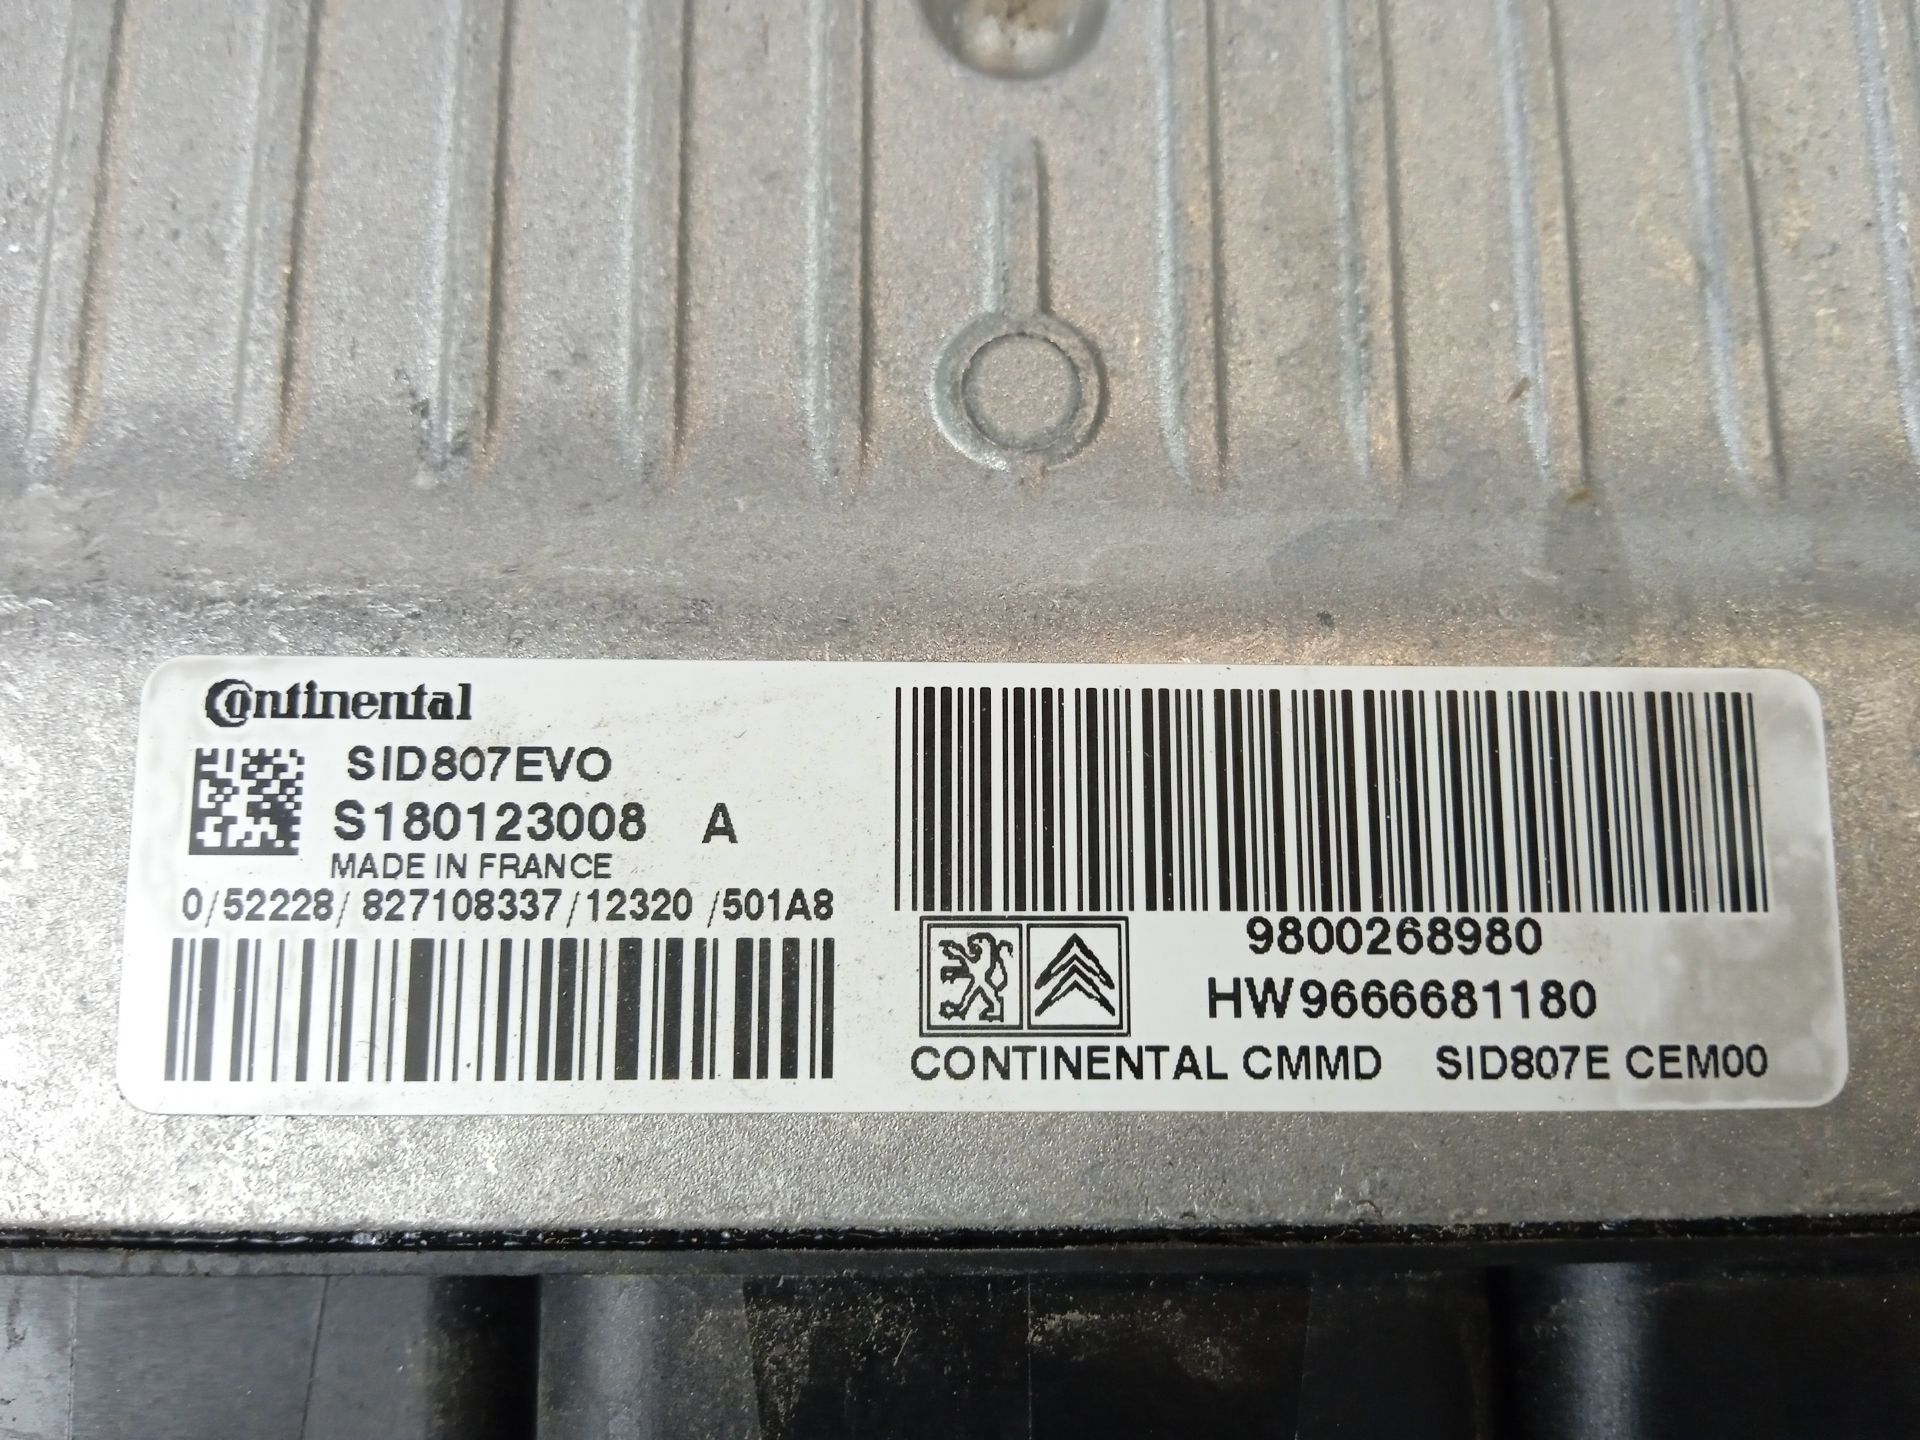 Continental
SID807EVO
S180123008 A
MADE IN FRANCE
0/52228/827108337/12320/501A8
9800268980
HW9666681180
CONTINENTAL CMMD SID807E CEM00